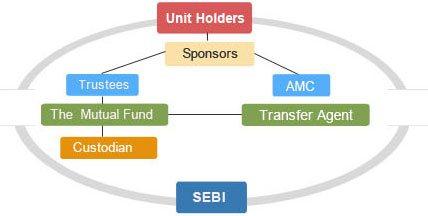 Unit Holders
Sponsors
Trustees
AMC
The Mutual Fund
Transfer Agent
Custodian
SEBI